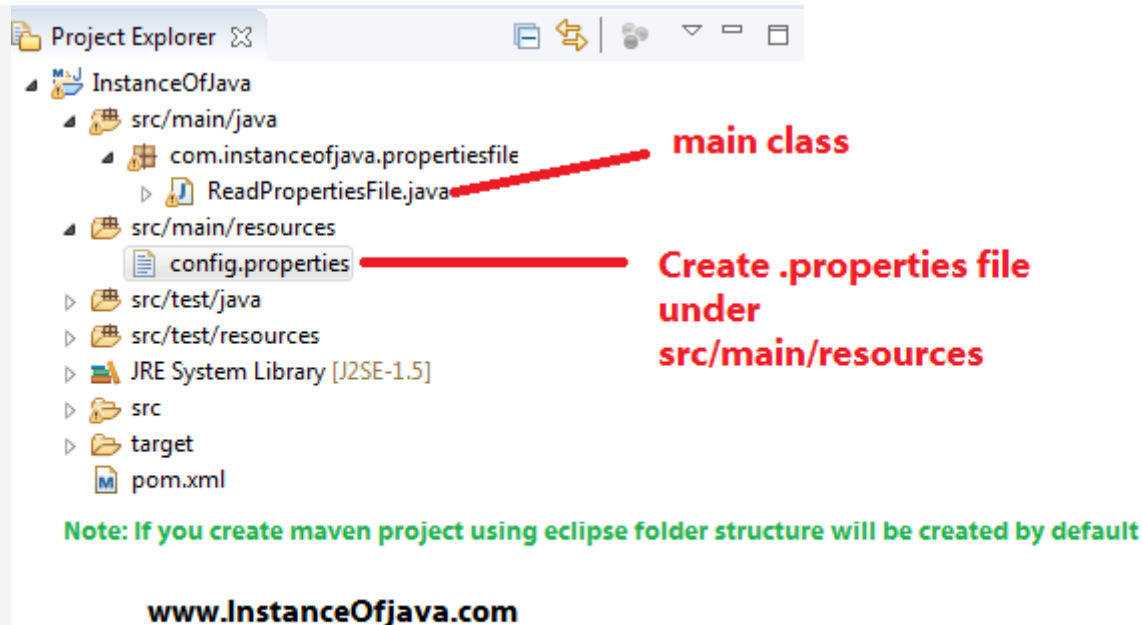 Project Explorer
InstanceOfJava
src/main/java
com.instanceofjava.propertiesfile
ReadPropertiesFile.java
main class
src/main/resources
config.properties
Create .properties file
under
src/main/resources
src/test/java
src/test/resources
JRE System Library [J2SE-1.5]
src
target
pom.xml
Note: If you create maven project using eclipse folder structure will be created by default
www.InstanceOfjava.com